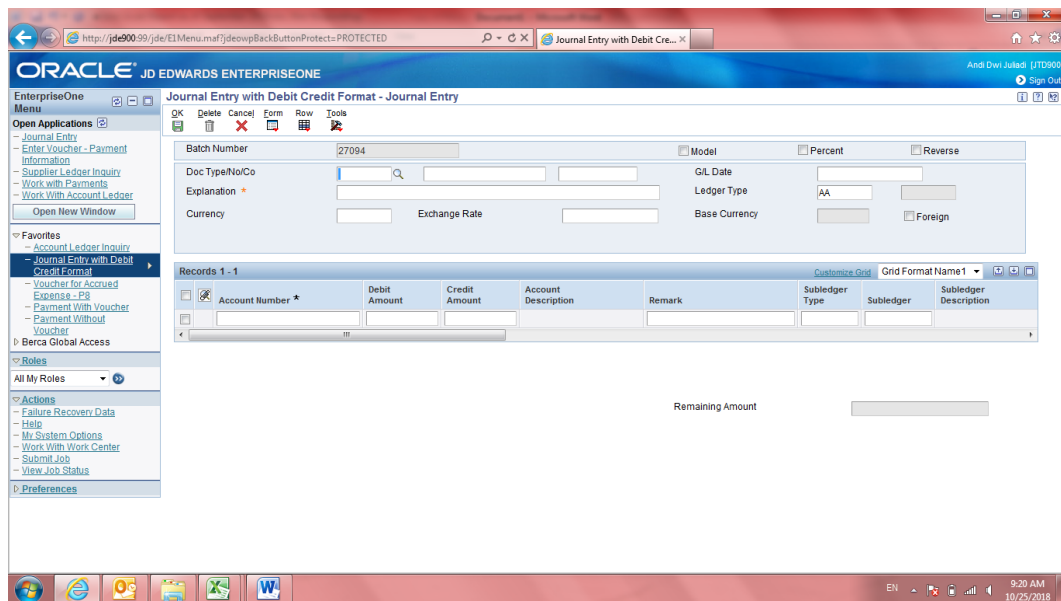 http://jde900:99/jde/E1Menu.maf?jdeowpBackButtonProtect=PROTECTED
Journal Entry with Debit Cre...
ORACLE JD EDWARDS ENTERPRISEONE
Andi Dwi Juliadi [JTD900
Sign Out
EnterpriseOne Menu
Open Applications
Journal Entry
Enter Voucher - Payment
Information
Supplier Ledger Inquiry
Work with Payments
Work With Account Ledger
Open New Window
Favorites
Account Ledger Inquiry
Journal Entry with Debit
Credit Format
Voucher for Accrued
Expense - P8
Payment With Voucher
Payment Without
Voucher
Berca Global Access
Roles
All My Roles
Actions
Failure Recovery Data
Help
My System Options
Work With Work Center
Submit Job
View Job Status
Preferences
Journal Entry with Debit Credit Format - Journal Entry
OK Delete Cancel Form Row Tools
Batch Number 27094 Model Percent Reverse
Doc Type/No/Co G/L Date
Explanation * Ledger Type AA
Currency Exchange Rate Base Currency Foreign
Records 1 - 1 Customize Grid Grid Format Name1
Account Number * Debit Amount Credit Amount Account Description Remark Subledger Type Subledger Subledger Description
Remaining Amount
EN 9:20 AM
10/25/2018